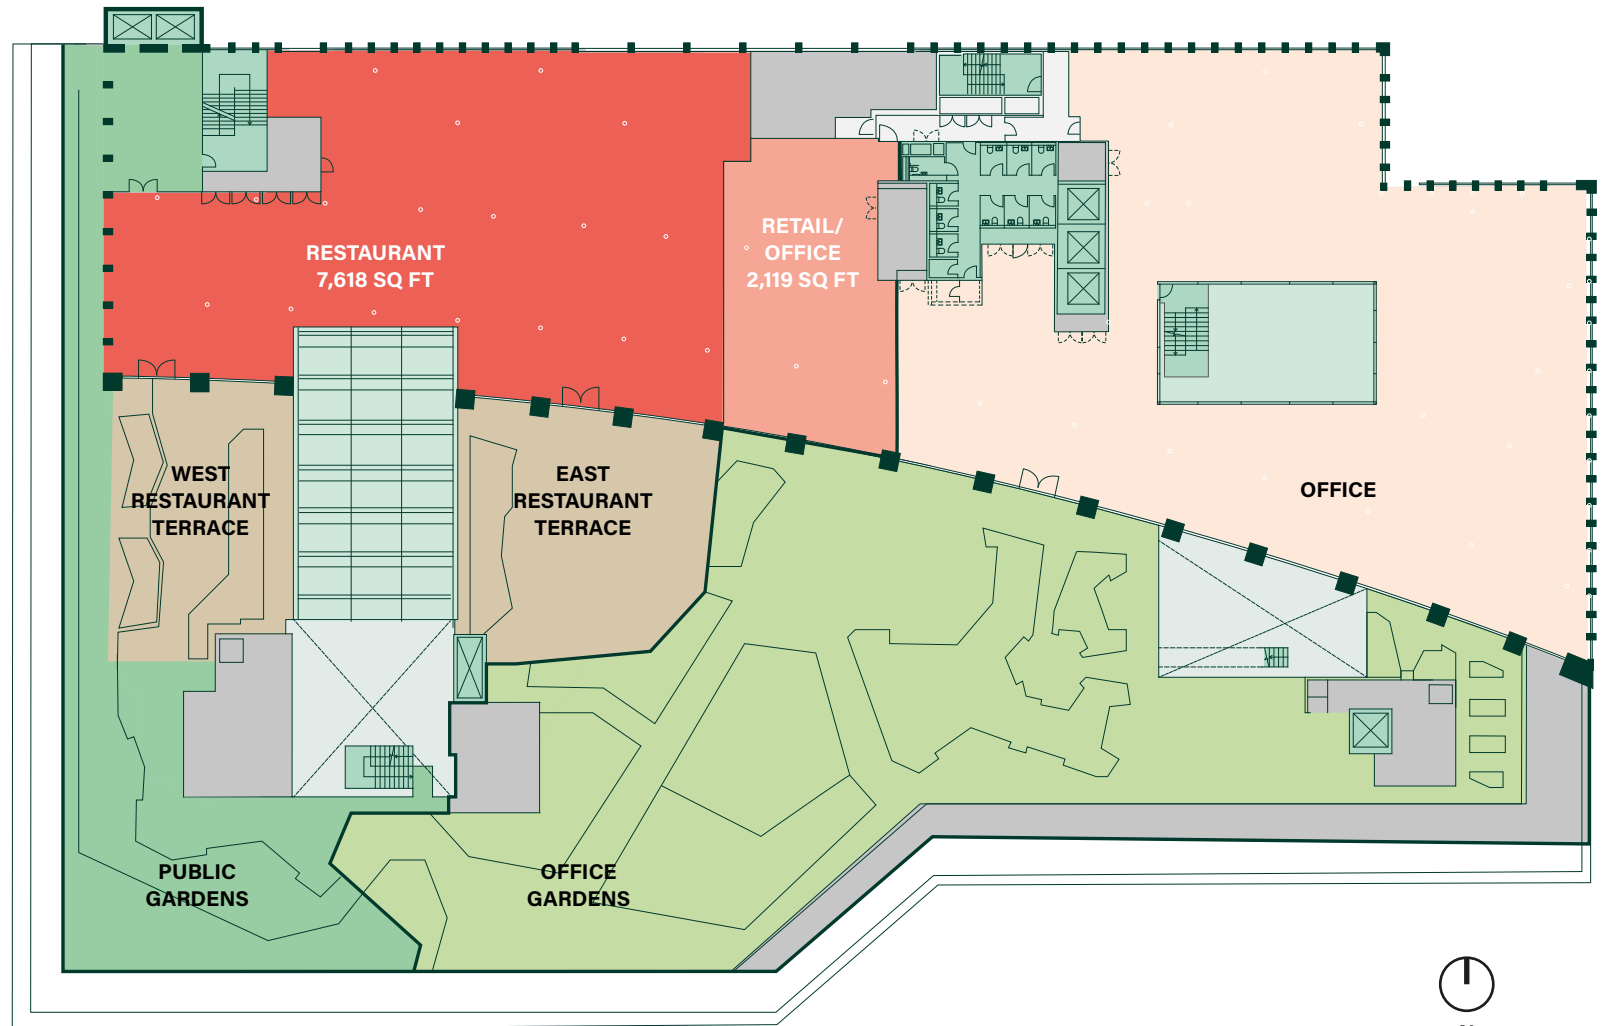 RESTAURANT
7,618 SQ FT
RETAIL/
OFFICE
2,119 SQ FT
WEST
RESTAURANT
TERRACE
EAST
RESTAURANT
TERRACE
OFFICE
PUBLIC
GARDENS
OFFICE
GARDENS